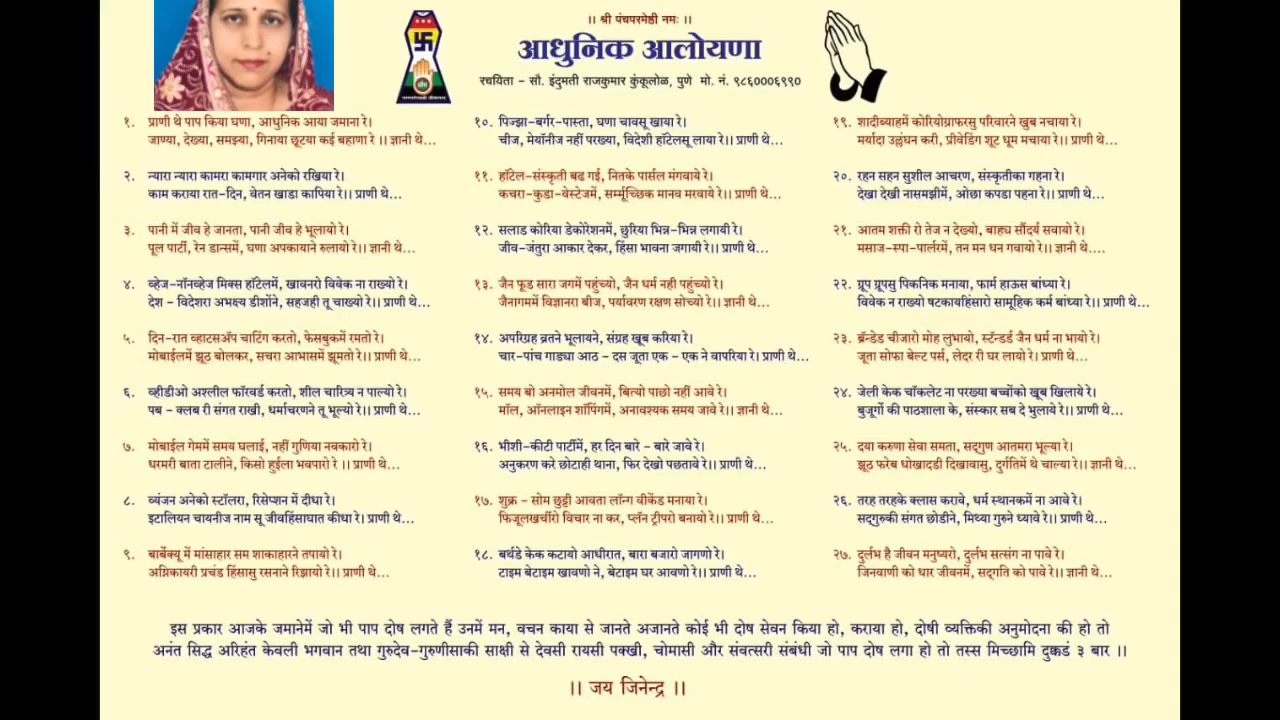 ।। श्री पंचपरमेष्ठी नमः ।।
आधुनिक आलोयणा
रचयिता - सौ. इंदुमती राजकुमार कुंकूलोळ, पुणे मो. नं. ९८६०००६९९०
१. प्राणी थे पाप किया घणा, आधुनिक आया जमाना रे।
जाण्या, देख्या, समझ्या, गिनाया छूटया कई बहाणा रे ।। ज्ञानी थे...
२. न्यारा न्यारा कामरा कामगार अनेको रखिया रे।
काम कराया रात-दिन, वेतन खाडा कापिया रे।। प्राणी थे...
३. पानी में जीव हे जानता, पानी जीव हे भूलायो रे।
पूल पार्टी, रेन डान्समें, घणा अपकायाने रुलायो रे।। ज्ञानी थे...
४. व्हेज-नॉनव्हेज मिक्स हॉटेलमें, खावनरो विवेक ना राख्यो रे।
देश - विदेशरा अभक्ष्य डीशोंने, सहजही तू चाख्यो रे।। प्राणी थे...
५. दिन-रात व्हाटसॲप चाटिंग करतो, फेसबुकमें रमतो रे।
मोबाईलमें झूठ बोलकर, सचरा आभासमें झूमतो रे।। प्राणी थे...
६. व्हीडीओ अश्लील फॉरवर्ड करतो, शील चारित्र्य न पाल्यो रे।
पब - क्लब री संगत राखी, धर्माचरणने तू भूल्यो रे।। प्राणी थे...
७. मोबाईल गेममें समय घलाई, नहीं गुणिया नवकारो रे।
धरमरी बाता टालीने, किसो हुईला भवपारो रे ।। प्राणी थे...
८. व्यंजन अनेको स्टॉलरा, रिसेप्शन में दीधा रे।
इटालियन चायनीज नाम सू जीवहिंसाघात कीधा रे। प्राणी थे...
९. बार्बेक्यू में मांसाहार सम शाकाहारने तपायो रे।
अग्निकायरी प्रचंड हिंसासु रसनाने रिझायो रे।। प्राणी थे...
१०. पिज्झा-बर्गर-पास्ता, घणा चावसू खाया रे।
चीज, मेयॉनीज नहीं परख्या, विदेशी हॉटेलसू लाया रे।। प्राणी थे...
११. हॉटेल-संस्कृती बढ गई, नितके पार्सल मंगवाये रे।
कचरा-कुडा-वेस्टेजमें, सर्म्मूच्छिक मानव मरवाये रे।। प्राणी थे...
१२. सलाड कोरिया डेकोरेशनमें, छुरिया भिन्न-भिन्न लगायी रे।
जीव-जंतुरा आकार देकर, हिंसा भावना जगायी रे।। प्राणी थे...
१३. जैन फूड सारा जगमें पहुंच्यो, जैन धर्म नही पहुंच्यो रे।
जैनागममें विज्ञानरा बीज, पर्यावरण रक्षण सोच्यो रे।। ज्ञानी थे...
१४. अपरिग्रह व्रतने भूलायने, संग्रह खूब करिया रे।
चार-पांच गाड्या आठ - दस जूता एक - एक ने वापरिया रे। प्राणी थे...
१५. समय बो अनमोल जीवनमें, बित्यो पाछो नहीं आवे रे।
मॉल, ऑनलाइन शॉपिंगमें, अनावश्यक समय जावे रे।। ज्ञानी थे...
१६. भीशी-कीटी पार्टीमें, हर दिन बारे - बारे जावे रे।
अनुकरण करे छोटाही थाना, फिर देखो पछतावे रे।। प्राणी थे...
१७. शुक्र - सोम छुट्टी आवता लॉन्ग वीकेंड मनाया रे।
फिजूलखर्चीरो विचार ना कर, प्लॅन ट्रीपरो बनायो रे।। प्राणी थे...
१८. बर्थडे केक कटायो आधीरात, बारा बजारो जागणो रे।
टाइम बेटाइम खावणो ने, बेटाइम घर आवणो रे।। प्राणी थे...
१९. शादीब्याहमें कोरियोग्राफरसु परिवारने खुब नचाया रे।
मर्यादा उल्लंघन करी, प्रीवेडिंग शूट धूम मचाया रे।। प्राणी थे...
२०. रहन सहन सुशील आचरण, संस्कृतीका गहना रे।
देखा देखी नासमझीमें, ओछा कपडा पहना रे।। प्राणी थे...
२१. आतम शक्ती रो तेज न देख्यो, बाह्य सौंदर्य सवायो रे।
मसाज-स्पा-पार्लरमें, तन मन धन गवायो रे।। ज्ञानी थे....
२२. ग्रूप ग्रूपसु पिकनिक मनाया, फार्म हाऊस बांध्या रे।
विवेक न राख्यो षटकायहिंसारो सामूहिक कर्म बांध्या रे।। प्राणी थे...
२३. ब्रॅन्डेड चीजारो मोह लुभायो, स्टॅन्डर्ड जैन धर्म ना भायो रे।
जूता सोफा बेल्ट पर्स, लेदर री घर लायो रे। प्राणी थे...
२४. जेली केक चॉकलेट ना परख्या बच्चोंको खूब खिलाये रे।
बुजूर्गो की पाठशाला के, संस्कार सब दे भुलाये रे।। प्राणी थे...
२५. दया करुणा सेवा समता, सद्गुण आतमरा भूल्या रे।
झूठ फरेब धोखादडी दिखावासु, दुर्गतिमें थे चाल्या रे।। ज्ञानी थे...
२६. तरह तरहके क्लास करावे, धर्म स्थानकमें ना आवे रे।
सद्गुरुकी संगत छोडीने, मिथ्या गुरुने ध्यावे रे।। प्राणी थे...
२७. दुर्लभ है जीवन मनुष्यरो, दुर्लभ सत्संग ना पावे रे।
जिनवाणी को धार जीवनमें, सद्गति को पावे रे।। ज्ञानी थे...
इस प्रकार आजके जमानेमें जो भी पाप दोष लगते हैं उनमें मन, वचन काया से जानते अजानते कोई भी दोष सेवन किया हो, कराया हो, दोषी व्यक्तिकी अनुमोदना की हो तो
अनंत सिद्ध अरिहंत केवली भगवान तथा गुरुदेव-गुरुणीसाकी साक्षी से देवसी रायसी पक्खी, चोमासी और संवत्सरी संबंधी जो पाप दोष लगा हो तो तस्स मिच्छामि दुक्कडं ३ बार ।।
।। जय जिनेन्द्र ।।